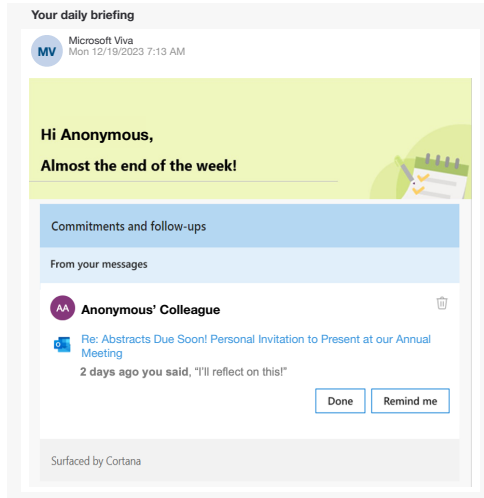 Your daily briefing
MV
Microsoft Viva
Mon 12/19/2023 7:13 AM
Hi Anonymous,
Almost the end of the week!
Commitments and follow-ups
From your messages
AA
Anonymous’ Colleague
Re: Abstracts Due Soon! Personal Invitation to Present at our Annual
Meeting
2 days ago you said, “I’ll reflect on this!”
Done
Remind me
Surfaced by Cortana